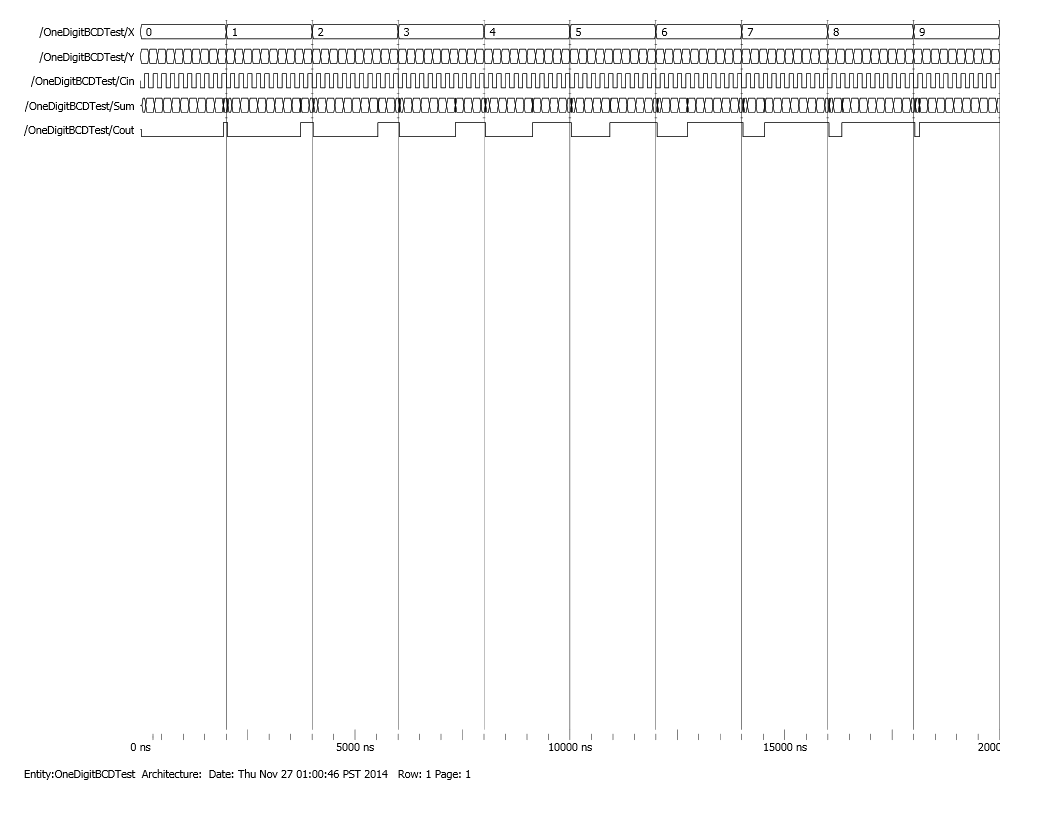 /OneDigitBCDTest/X 0 1 2 3 4 5 6 7 8 9
/OneDigitBCDTest/Y
/OneDigitBCDTest/Cin
/OneDigitBCDTest/Sum
/OneDigitBCDTest/Cout
0 ns 5000 ns 10000 ns 15000 ns 2000
Entity:OneDigitBCDTest Architecture: Date: Thu Nov 27 01:00:46 PST 2014 Row: 1 Page: 1